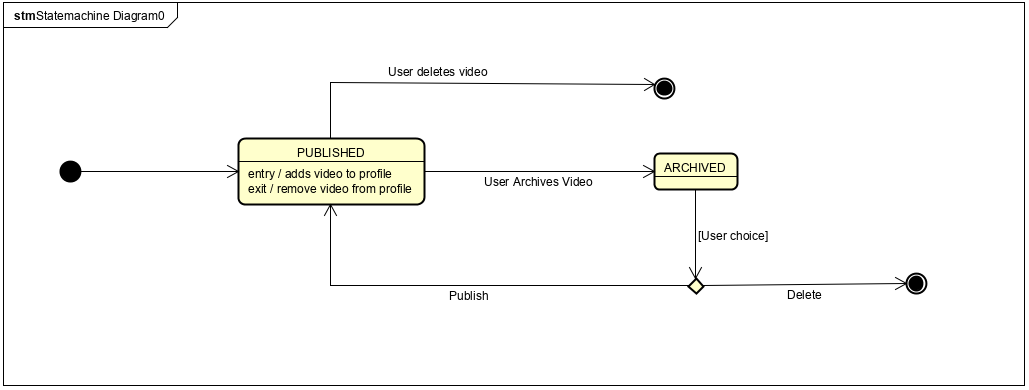 stmStatemachine Diagram0
User deletes video
PUBLISHED
entry / adds video to profile
exit / remove video from profile
User Archives Video
ARCHIVED
[User choice]
Publish
Delete